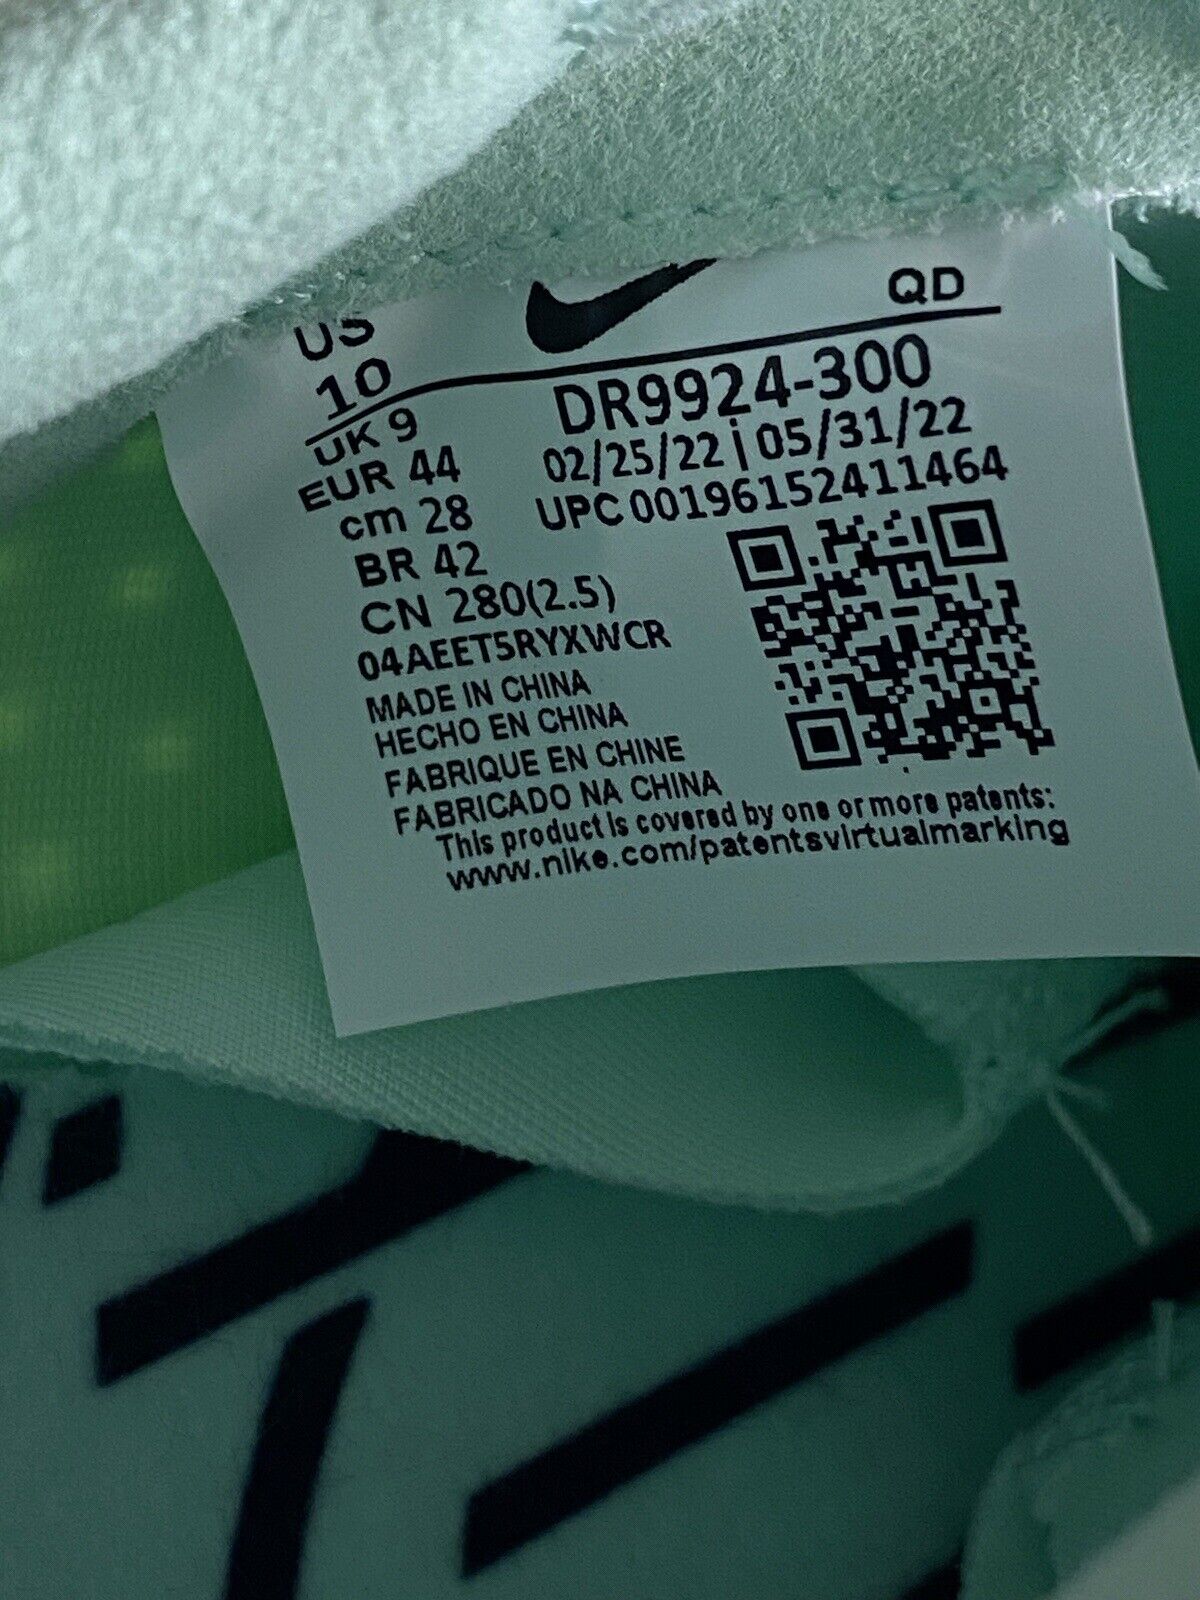 US
10
UK 9
EUR 44
cm 28
BR 42
CN 280(2.5)
04AEET5RYXWCR
QD
DR9924-300
02/25/22 | 05/31/22
UPC 00196152411464
MADE IN CHINA
HECHO EN CHINA
FABRIQUE EN CHINE
FABRICADO NA CHINA
This product is covered by one or more patents:
www.nike.com/patentsvirtualmarking